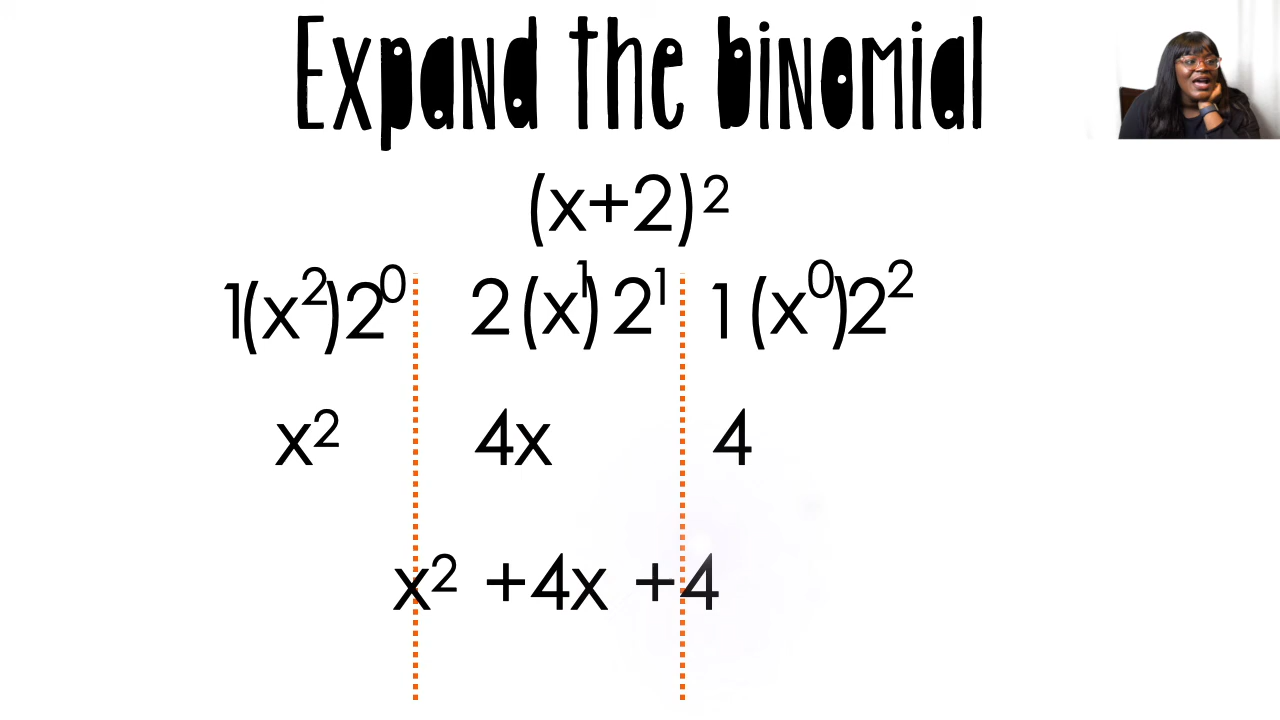 Expand the binomial
(x+2)²
1(x²)2⁰ 2(x¹)2¹ 1(x⁰)2²
x² 4x 4
x² +4x +4